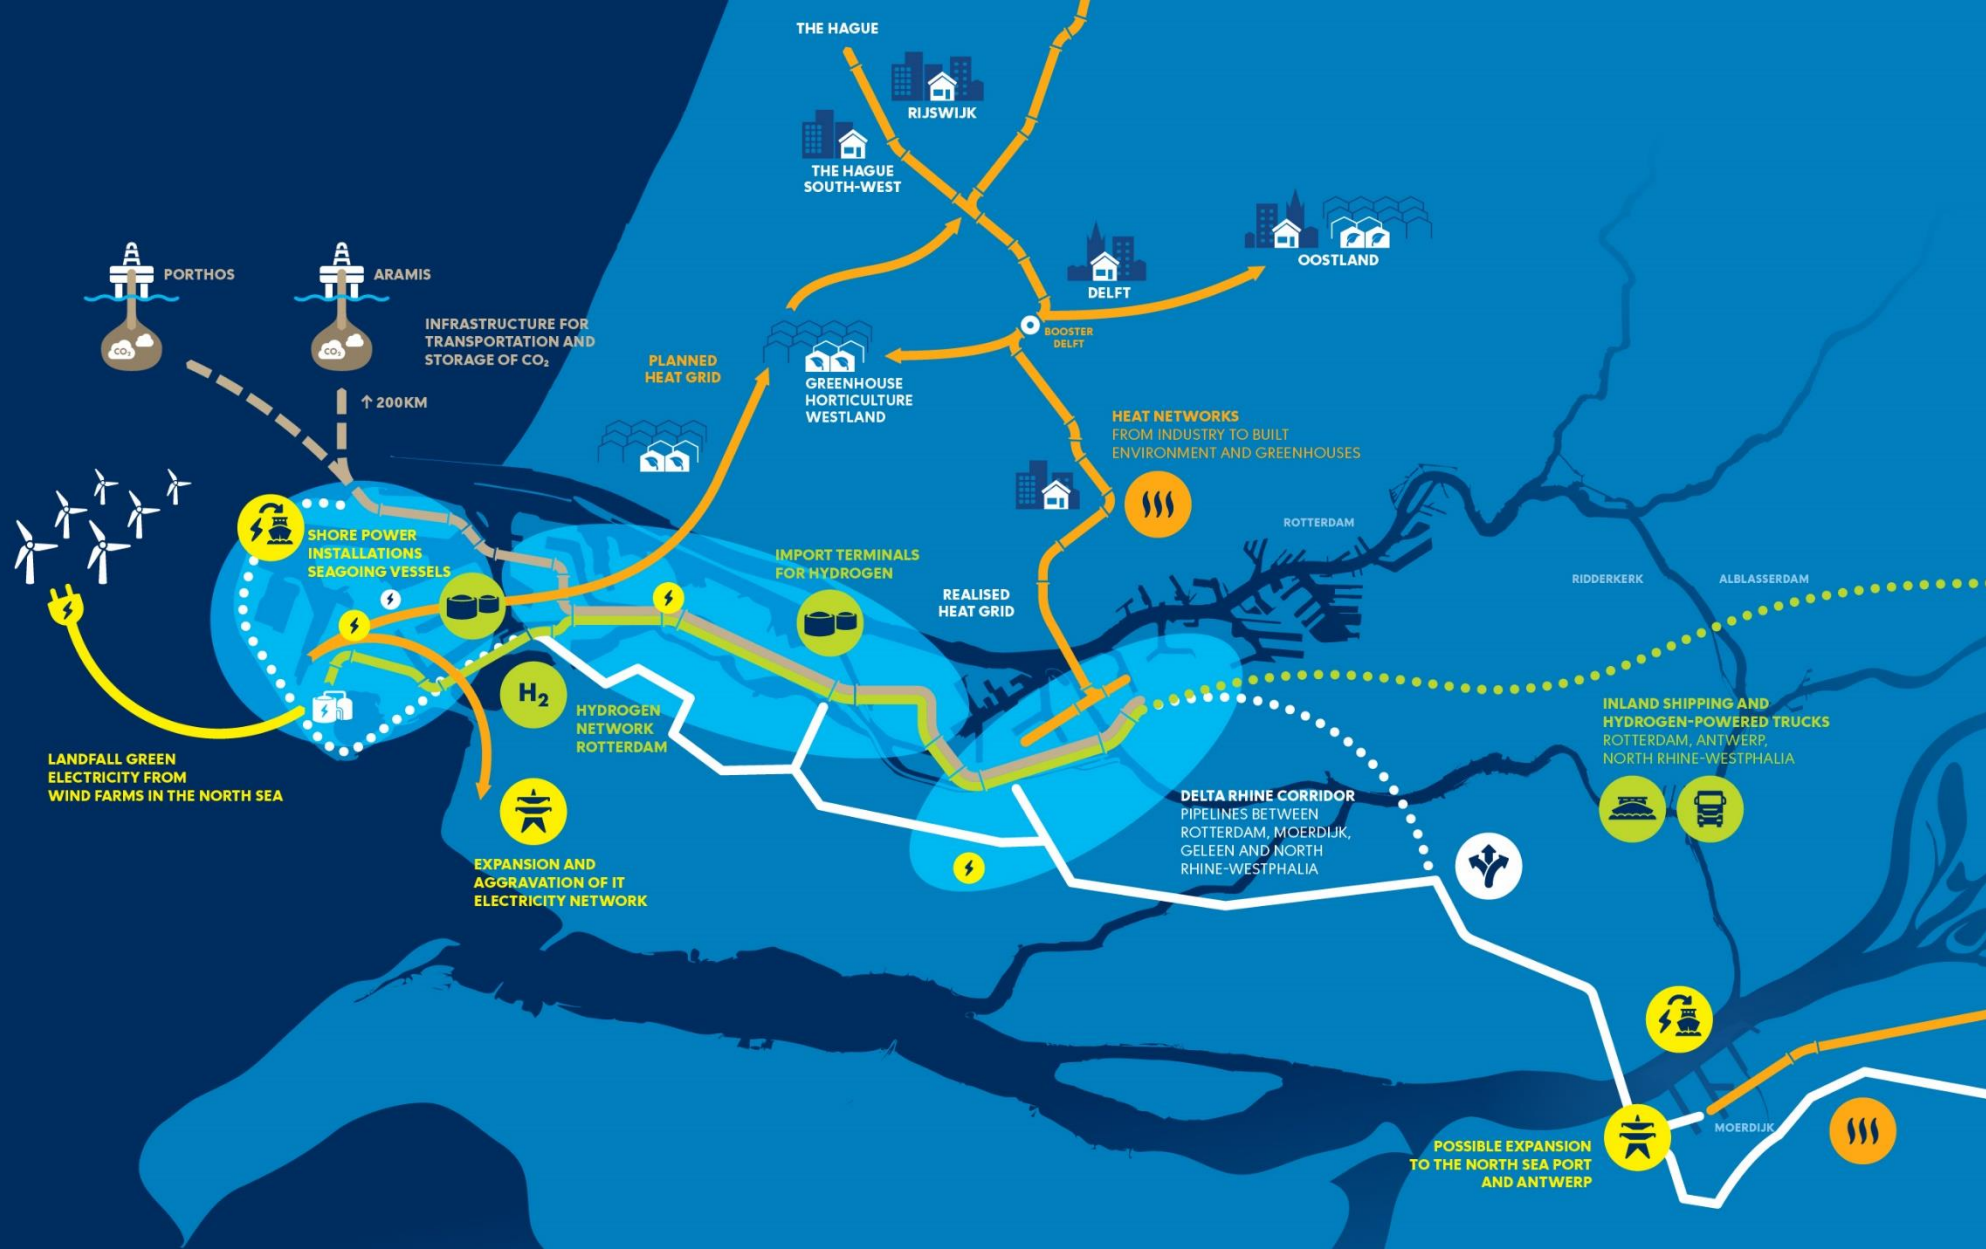 THE HAGUE
RIJSWIJK
THE HAGUE
SOUTH-WEST
OOSTLAND
DELFT
BOOSTER
DELFT
PORTHOS
ARAMIS
CO₂
CO₂
INFRASTRUCTURE FOR
TRANSPORTATION AND
STORAGE OF CO₂
↑ 200KM
PLANNED
HEAT GRID
GREENHOUSE
HORTICULTURE
WESTLAND
HEAT NETWORKS
FROM INDUSTRY TO BUILT
ENVIRONMENT AND GREENHOUSES
SHORE POWER
INSTALLATIONS
SEAGOING VESSELS
IMPORT TERMINALS
FOR HYDROGEN
REALISED
HEAT GRID
ROTTERDAM
RIDDERKERK
ALBLASSERDAM
H₂
HYDROGEN
NETWORK
ROTTERDAM
LANDFALL GREEN
ELECTRICITY FROM
WIND FARMS IN THE NORTH SEA
INLAND SHIPPING AND
HYDROGEN-POWERED TRUCKS
ROTTERDAM, ANTWERP,
NORTH RHINE-WESTPHALIA
DELTA RHINE CORRIDOR
PIPELINES BETWEEN
ROTTERDAM, MOERDIJK,
GELEEN AND NORTH
RHINE-WESTPHALIA
EXPANSION AND
AGGRAVATION OF IT
ELECTRICITY NETWORK
MOERDIJK
POSSIBLE EXPANSION
TO THE NORTH SEA PORT
AND ANTWERP